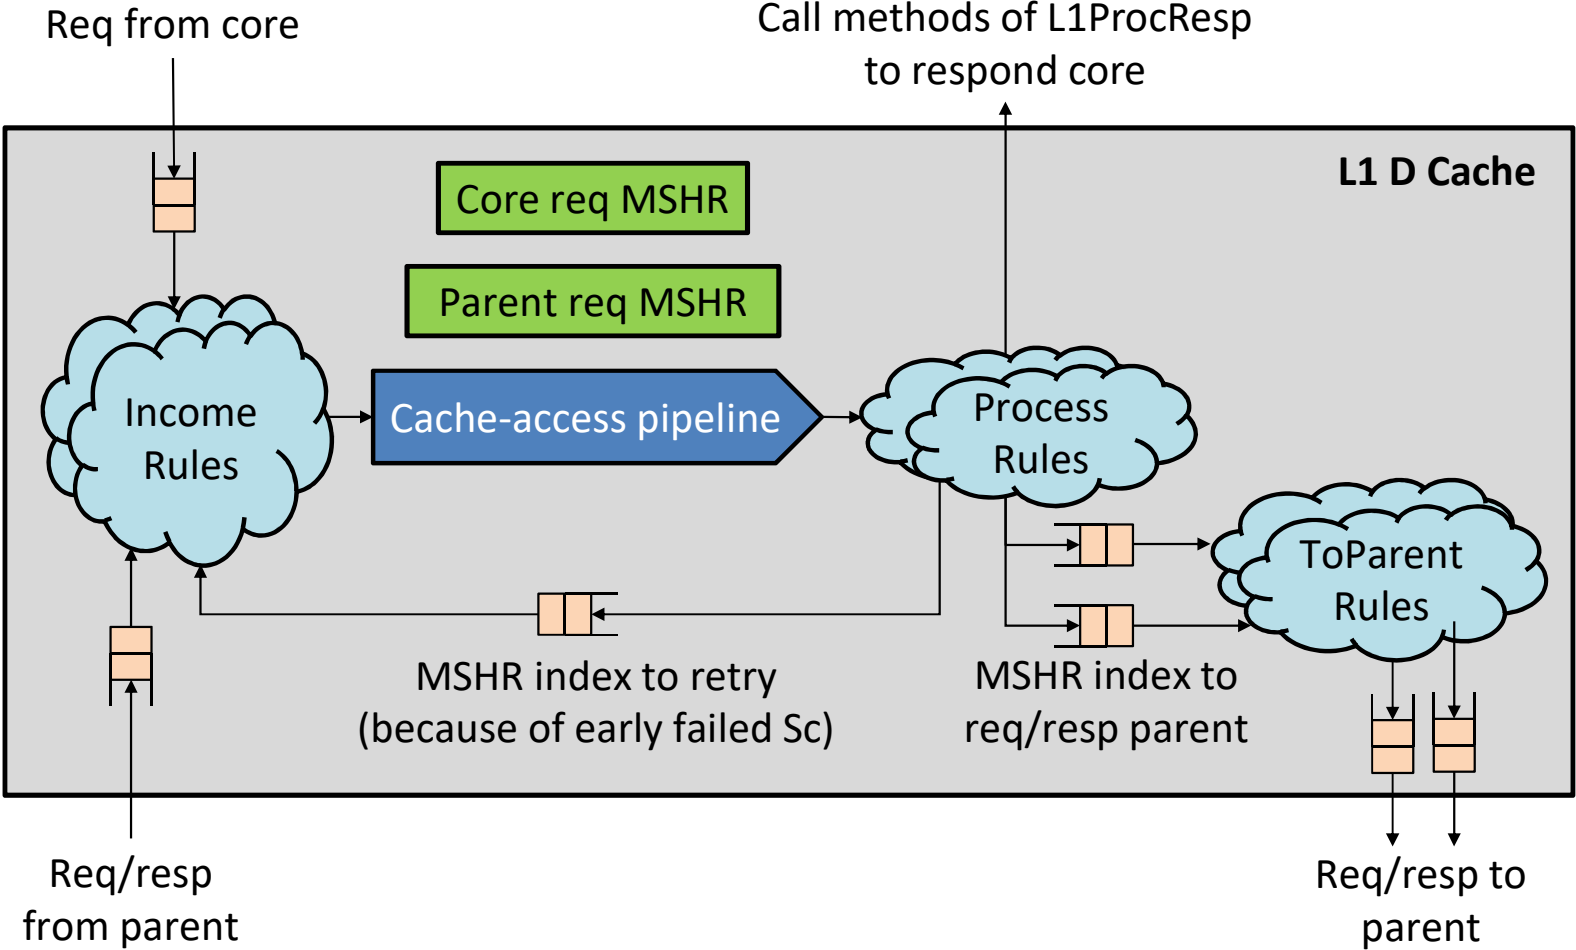 Req from core
Call methods of L1ProcResp
to respond core
L1 D Cache
Core req MSHR
Parent req MSHR
Income
Rules
Cache-access pipeline
Process
Rules
ToParent
Rules
MSHR index to retry
(because of early failed Sc)
MSHR index to
req/resp parent
Req/resp
from parent
Req/resp to
parent